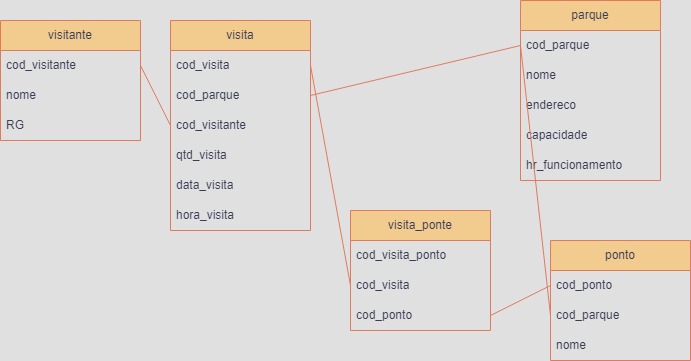 visitante
cod_visitante
nome
RG
visita
cod_visita
cod_parque
cod_visitante
qtd_visita
data_visita
hora_visita
parque
cod_parque
nome
endereco
capacidade
hr_funcionamento
visita_ponte
cod_visita_ponto
cod_visita
cod_ponto
ponto
cod_ponto
cod_parque
nome